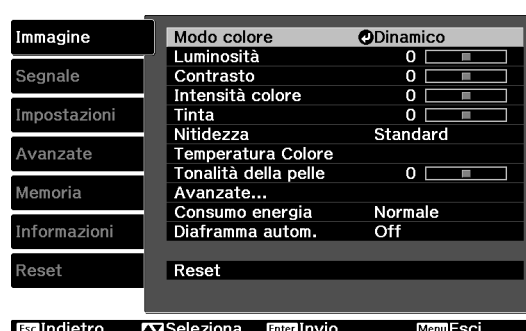 Immagine
Segnale
Impostazioni
Avanzate
Memoria
Informazioni
Reset
Modo colore Dinamico
Luminosità 0
Contrasto 0
Intensità colore 0
Tinta 0
Nitidezza Standard
Temperatura Colore
Tonalità della pelle 0
Avanzate...
Consumo energia Normale
Diaframma autom. Off
Reset
Esc Indietro Seleziona Enter Invio Menu Esci